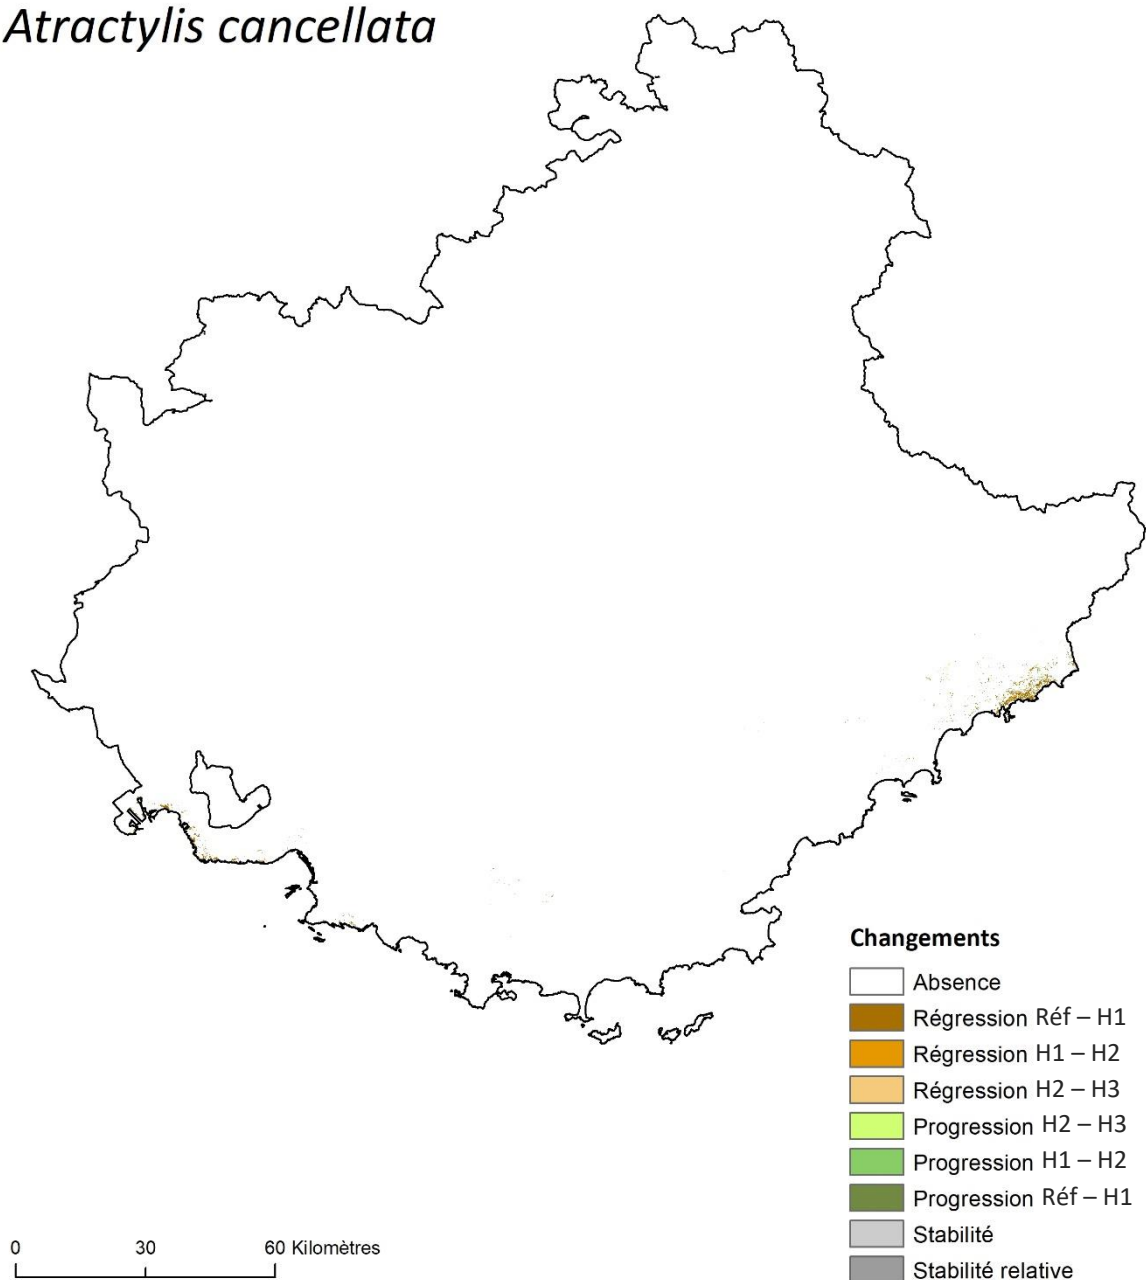 Atractylis cancellata
Changements
Absence
Régression Réf – H1
Régression H1 – H2
Régression H2 – H3
Progression H2 – H3
Progression H1 – H2
Progression Réf – H1
Stabilité
Stabilité relative
0 30 60 Kilomètres